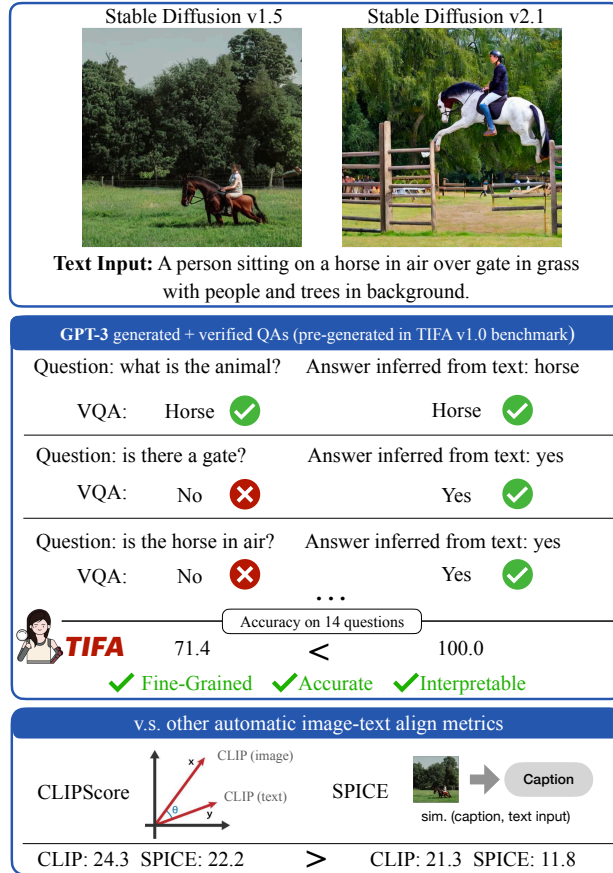 Stable Diffusion v1.5 Stable Diffusion v2.1
Text Input: A person sitting on a horse in air over gate in grass
with people and trees in background.
GPT-3 generated + verified QAs (pre-generated in TIFA v1.0 benchmark)
Question: what is the animal? Answer inferred from text: horse
VQA: Horse Horse
Question: is there a gate? Answer inferred from text: yes
VQA: No Yes
Question: is the horse in air? Answer inferred from text: yes
VQA: No Yes
...
Accuracy on 14 questions
TIFA 71.4 < 100.0
Fine-Grained Accurate Interpretable
v.s. other automatic image-text align metrics
CLIPScore x CLIP (image) θ CLIP (text) y SPICE Caption
sim. (caption, text input)
CLIP: 24.3 SPICE: 22.2 > CLIP: 21.3 SPICE: 11.8